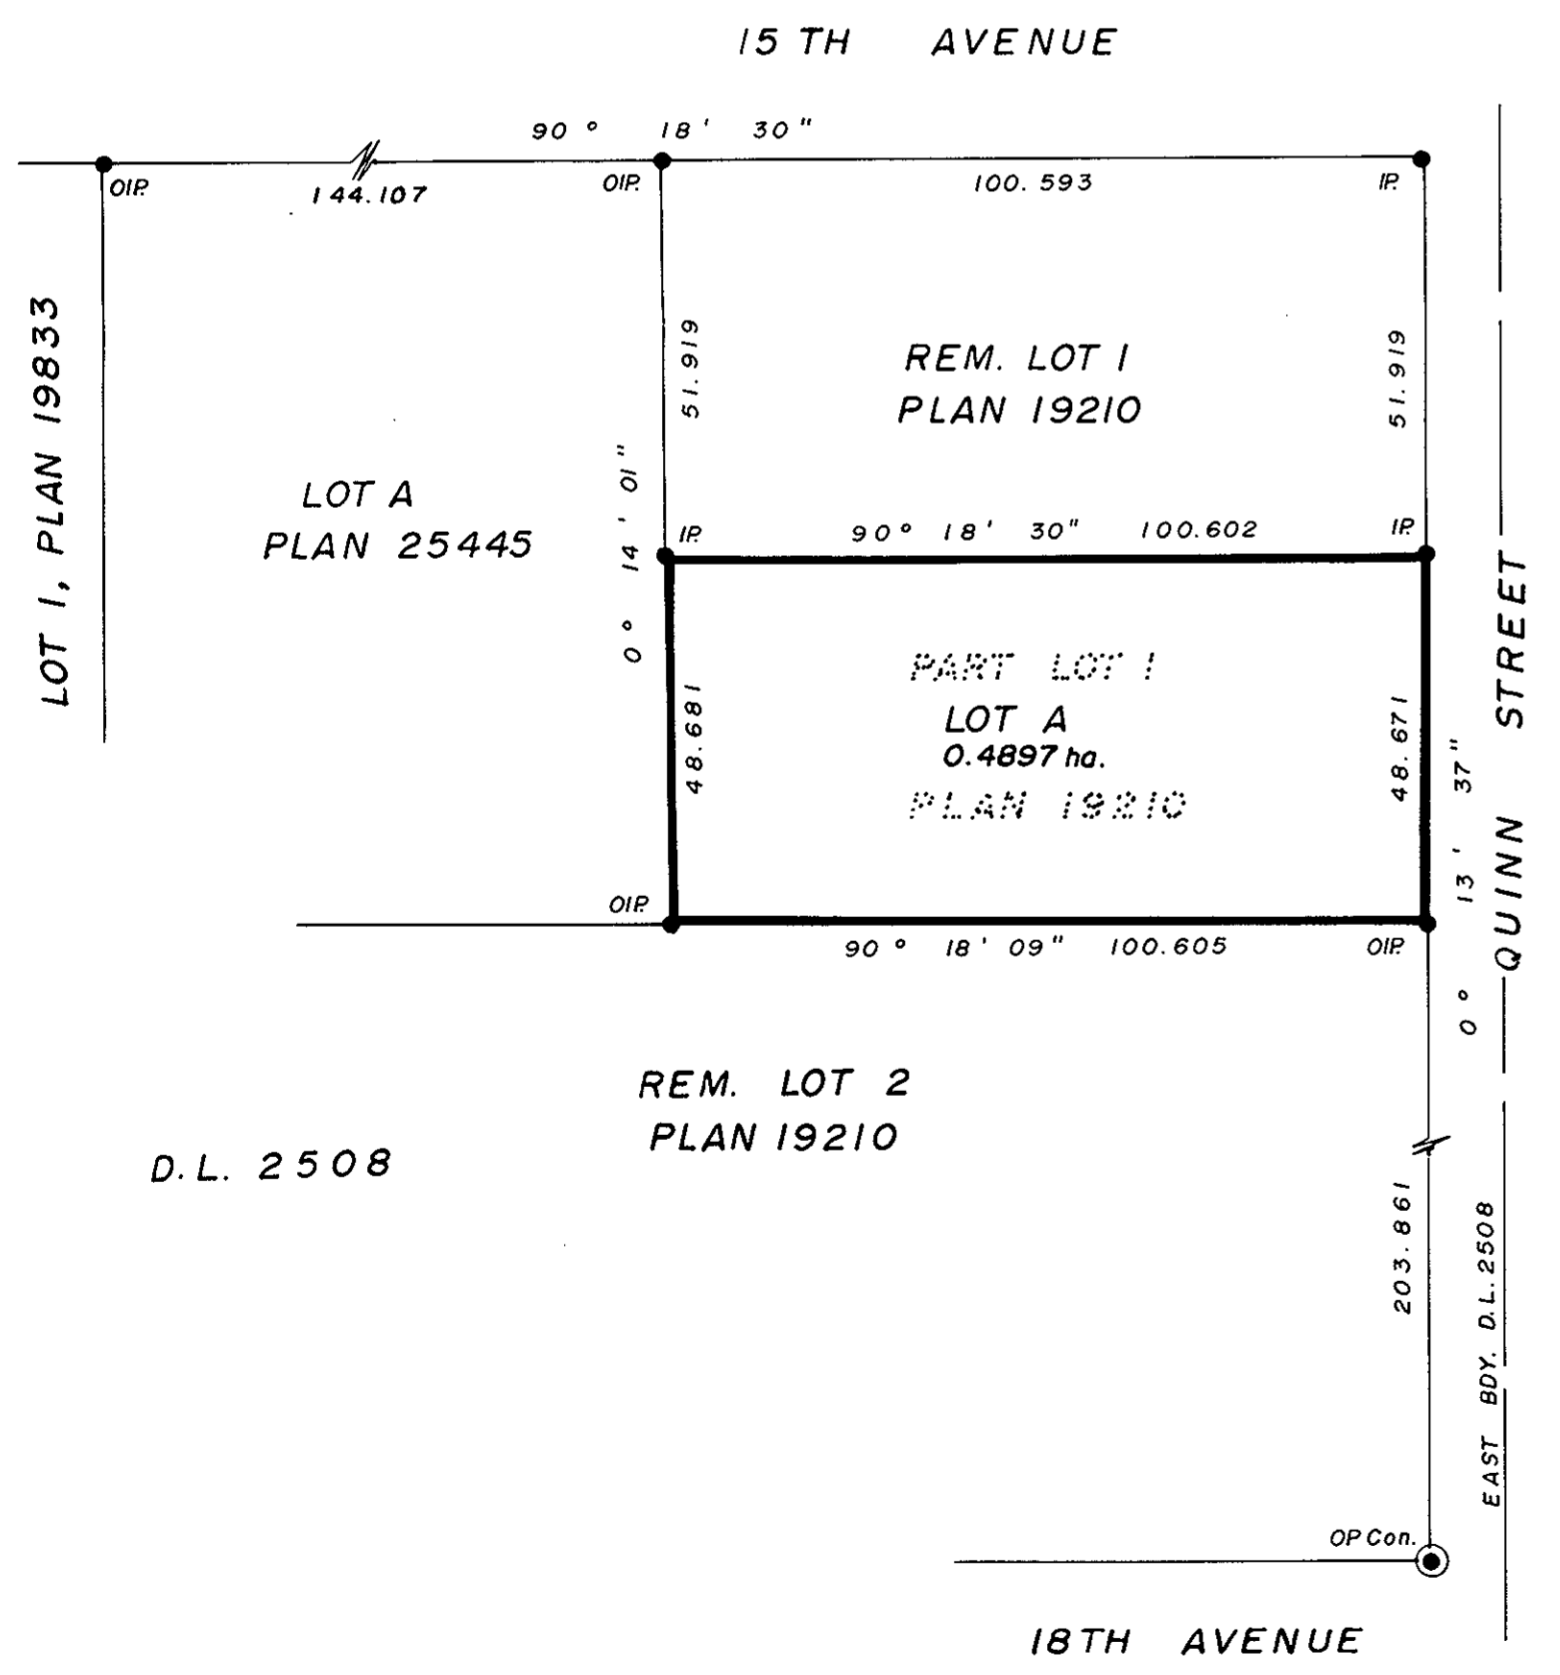 15 TH AVENUE
90° 18' 30"
OIP.
144.107
OIP.
100.593
IP.
LOT 1, PLAN 19833
51.919
51.919
REM. LOT 1
PLAN 19210
LOT A
PLAN 25445
0° 14' 01"
IP.
90° 18' 30" 100.602
IP.
QUINN STREET
PART LOT 1
LOT A
0.4897 ha.
PLAN 19210
48.681
48.671
0° 13' 37"
OIP.
90° 18' 09" 100.605
OIP.
REM. LOT 2
PLAN 19210
D.L. 2508
203.861
EAST BDY. D.L. 2508
OP Con.
18TH AVENUE